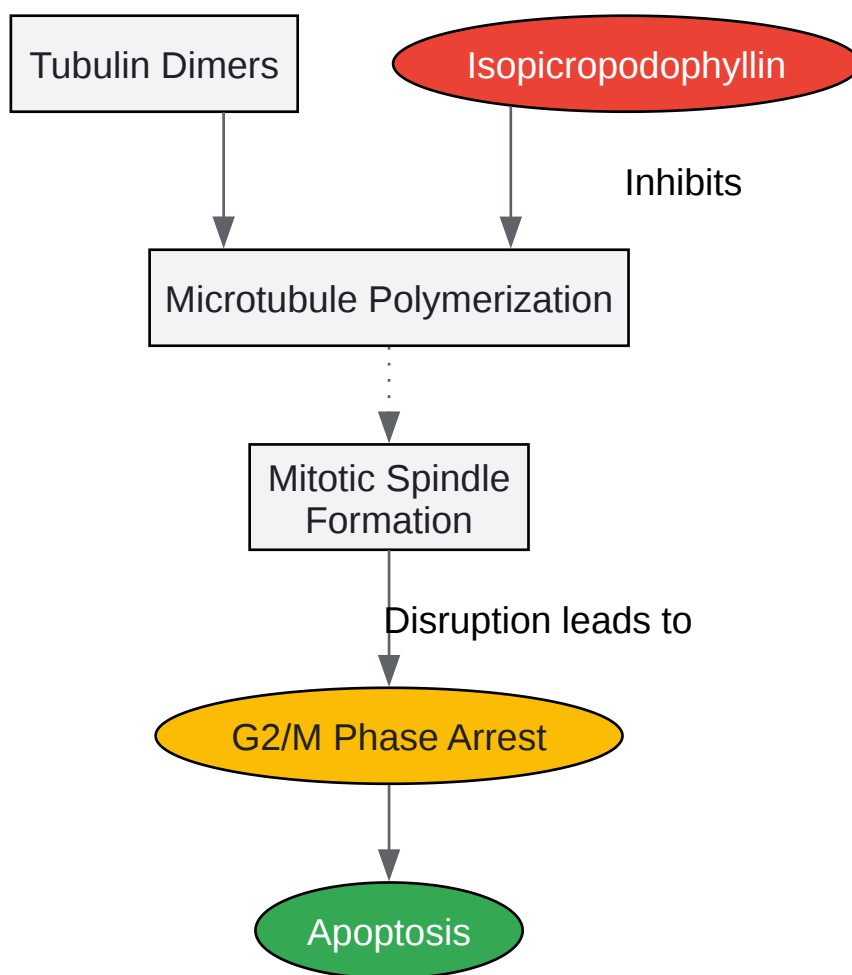 Tubulin Dimers
Isopicropodophyllin
Inhibits
Microtubule Polymerization
Mitotic Spindle
Formation
Disruption leads to
G2/M Phase Arrest
Apoptosis